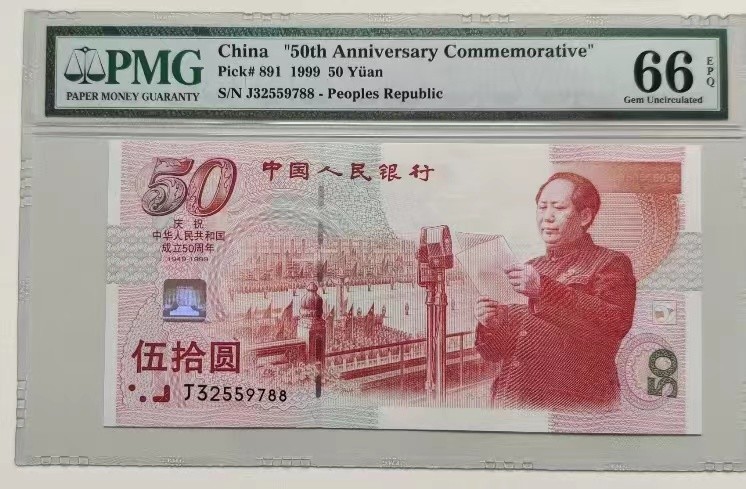 PMG
PAPER MONEY GUARANTY
China "50th Anniversary Commemorative"
Pick# 891 1999 50 Yüan
S/N J32559788 - Peoples Republic
66
EPQ
Gem Uncirculated
50
中国人民银行
庆祝
中华人民共和国
成立50周年
1949-1999
伍拾圆
J32559788
50